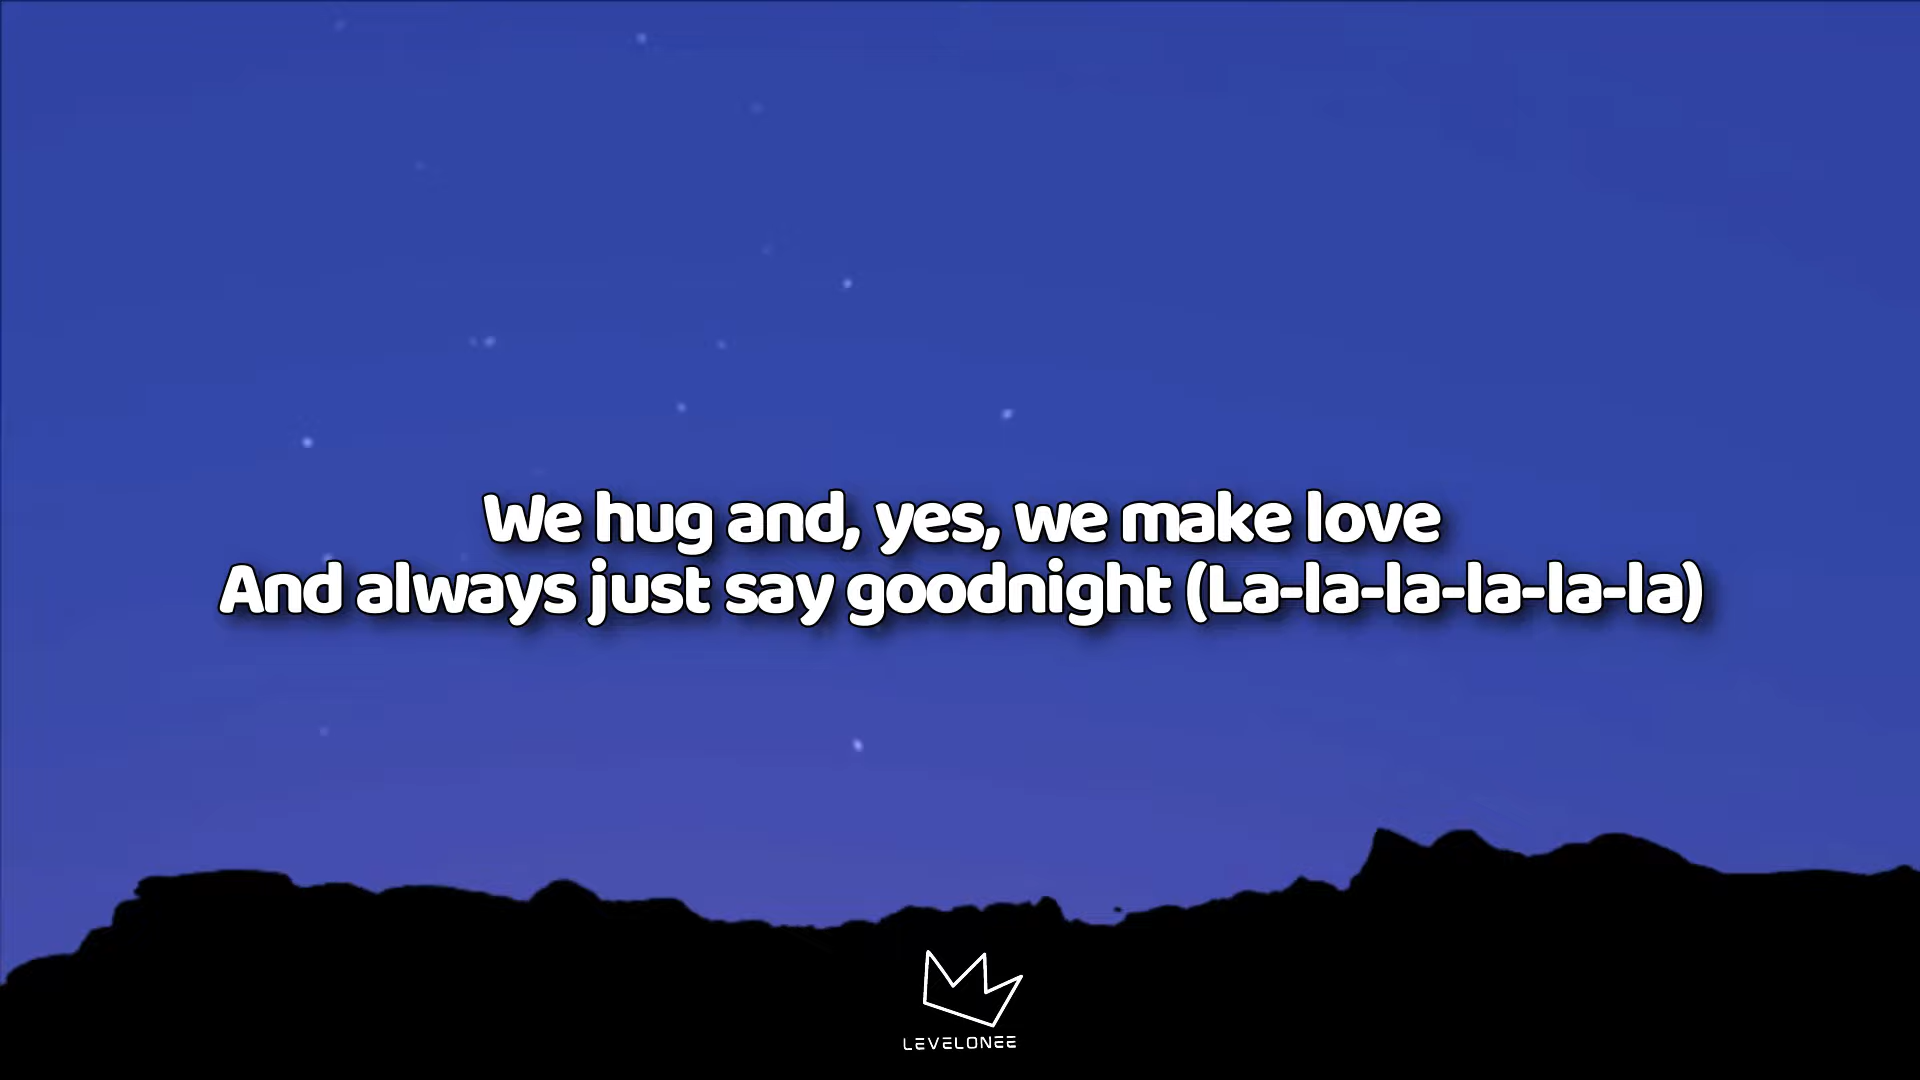 We hug and, yes, we make love
And always just say goodnight (La-la-la-la-la-la)
LEVELONEE